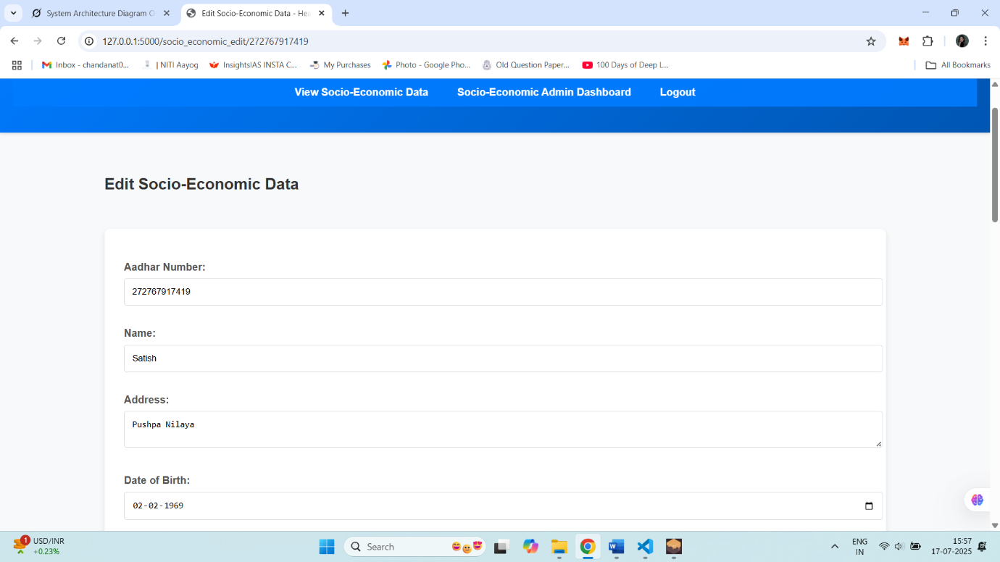 System Architecture Diagram O
Edit Socio-Economic Data - Hea
127.0.0.1:5000/socio_economic_edit/272767917419
Inbox - chandanat0...
| NITI Aayog
InsightsIAS INSTA C...
My Purchases
Photo - Google Pho...
Old Question Paper...
100 Days of Deep L...
All Bookmarks
View Socio-Economic Data
Socio-Economic Admin Dashboard
Logout
Edit Socio-Economic Data
Aadhar Number:
272767917419
Name:
Satish
Address:
Pushpa Nilaya
Date of Birth:
02-02-1969
1
USD/INR
+0.23%
Search
ENG
IN
15:57
17-07-2025